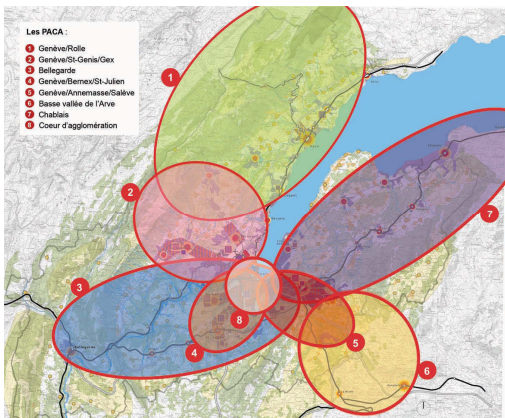 Les PACA :
1 Genève/Rolle
2 Genève/St-Genis/Gex
3 Bellegarde
4 Genève/Bernex/St-Julien
5 Genève/Annemasse/Salève
6 Basse vallée de l'Arve
7 Chablais
8 Coeur d'agglomération
1
2
7
3
8
4
5
6